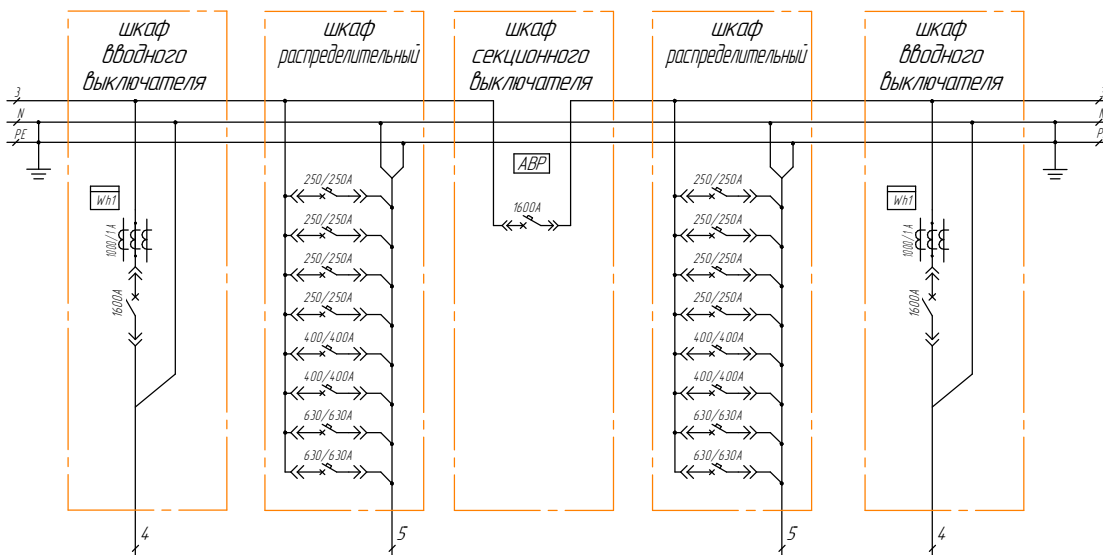 шкаф
вводного
выключателя
шкаф
распределительный
шкаф
секционного
выключателя
шкаф
распределительный
шкаф
вводного
выключателя
3
N
PE
N
АВР
Wh1
1000/1 А
1600А
250/250А
250/250А
250/250А
250/250А
400/400А
400/400А
630/630А
630/630А
1600А
250/250А
250/250А
250/250А
250/250А
400/400А
400/400А
630/630А
630/630А
Wh1
1000/1 А
1600А
4
5
5
4